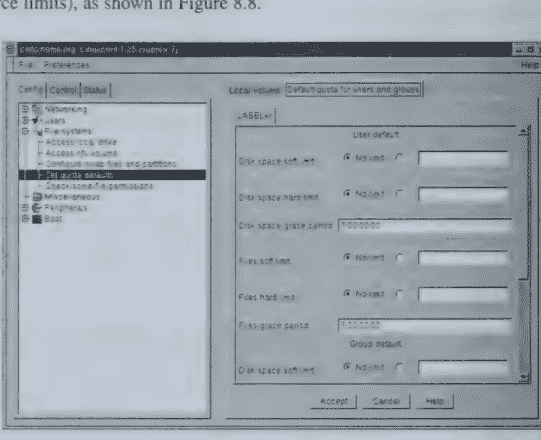 ce limits), as shown in Figure 8.8.
File Preferences Help
Config Control Status
Networking
Users
File systems
Access local drive
Access nfs volume
Configure swap files and partitions
Set quota defaults
Check some file permissions
Miscellaneous
Peripherals
Boot
Local volume Default quota for users and groups
LABEL=/
User default
Disk space soft limit No limit
Disk space hard limit No limit
Disk space grace period
Files soft limit No limit
Files hard limit No limit
Files grace period
Group default
Disk space soft limit No limit
Accept Cancel Help